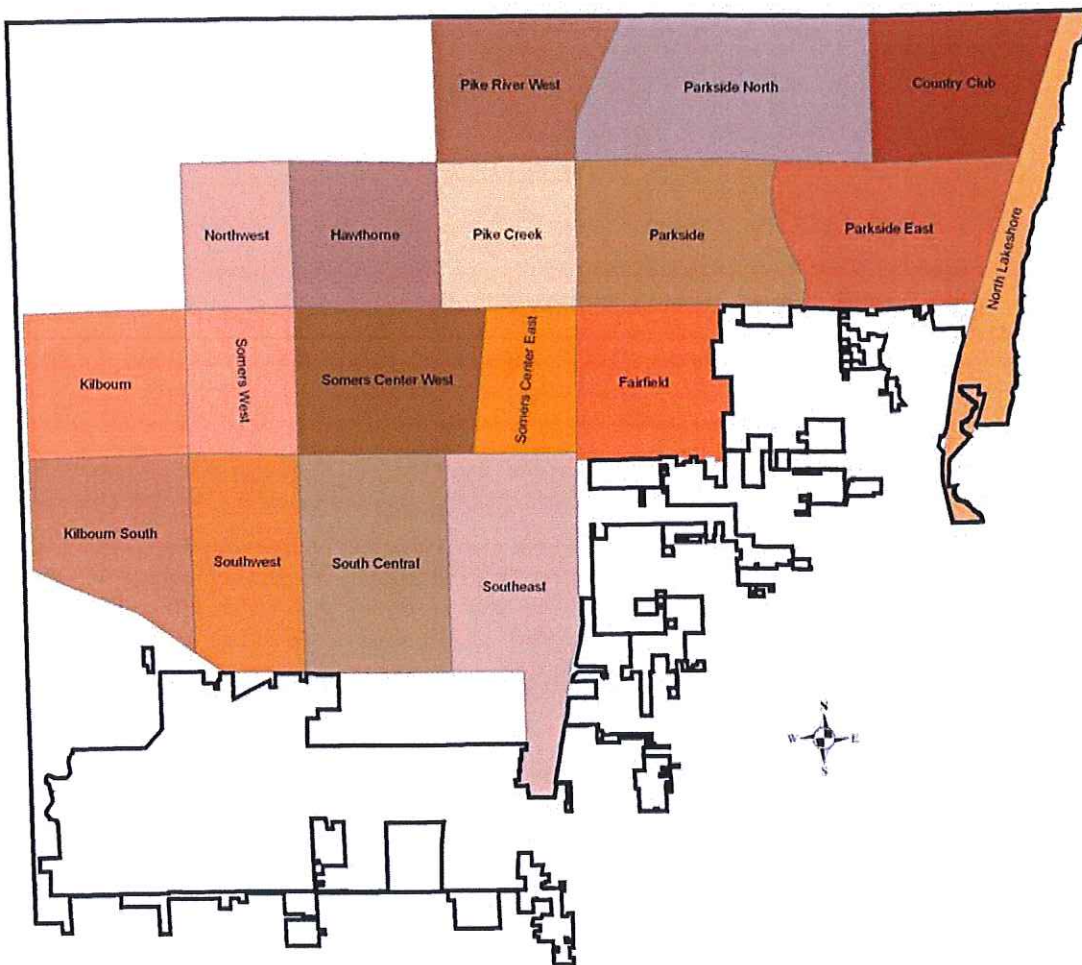 Pike River West
Parkside North
Country Club
Northwest
Hawthorne
Pike Creek
Parkside
Parkside East
North Lakeshore
Kilbourn
Somers West
Somers Center West
Somers Center East
Fairfield
Kilbourn South
Southwest
South Central
Southeast
N
W
E
S